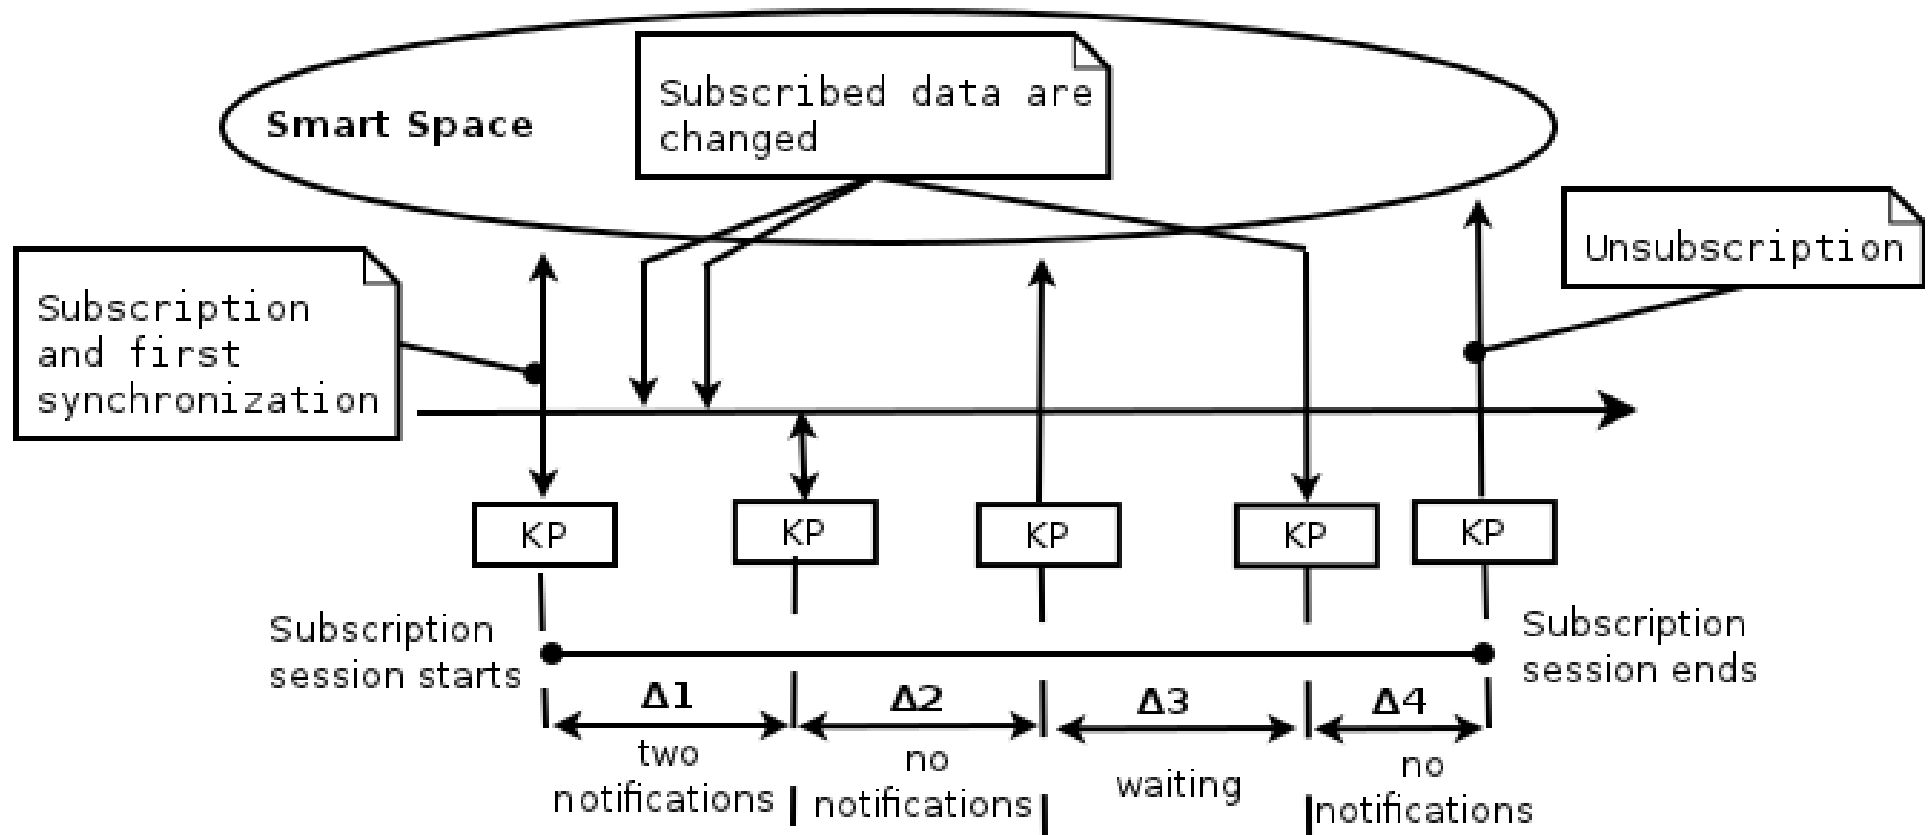 Subscribed data are
changed
Smart Space
Unsubscription
Subscription
and first
synchronization
KP
KP
KP
KP
KP
Subscription
session starts
Subscription
session ends
Δ1
Δ2
Δ3
Δ4
two
notifications
no
notifications
waiting
no
notifications